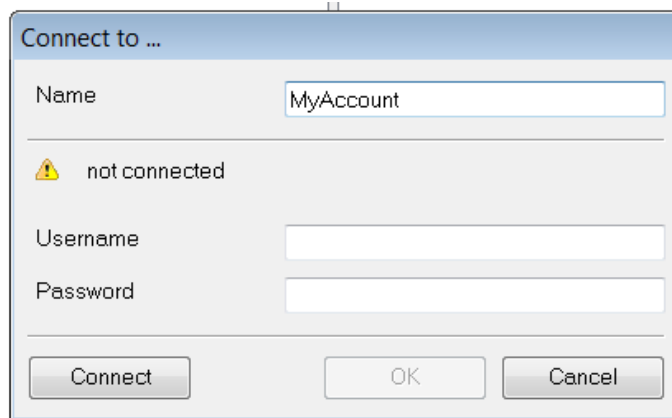 Connect to ...
Name MyAccount
not connected
Username
Password
Connect OK Cancel